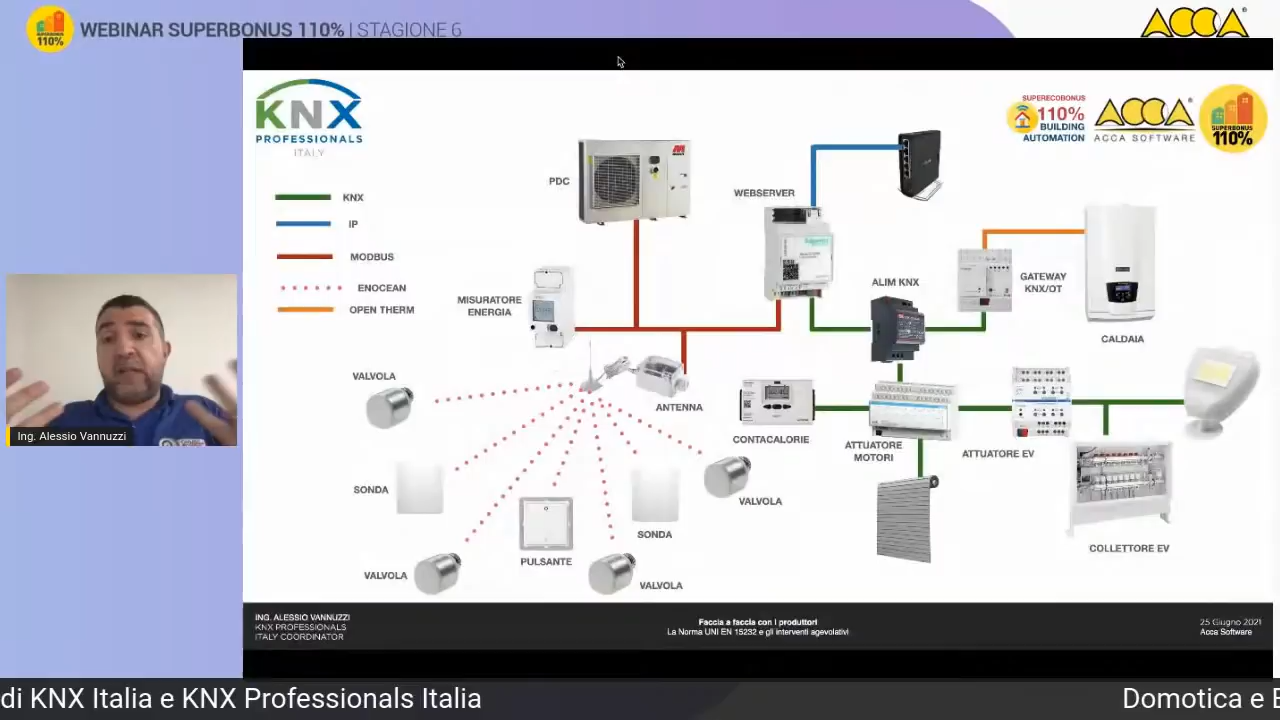 WEBINAR SUPERBONUS 110% | STAGIONE 6
SUPERBONUS
110%
ACCA
KNX
PROFESSIONALS
ITALY
SUPERECOBONUS
110%
BUILDING
AUTOMATION
ACCA
ACCA SOFTWARE
SUPERBONUS
110%
KNX
IP
MODBUS
ENOCEAN
OPEN THERM
PDC
WEBSERVER
MISURATORE
ENERGIA
ALIM KNX
GATEWAY
KNX/OT
CALDAIA
VALVOLA
ANTENNA
CONTACALORIE
ATTUATORE
MOTORI
ATTUATORE EV
SONDA
VALVOLA
SONDA
PULSANTE
COLLETTORE EV
VALVOLA
VALVOLA
Ing. Alessio Vannuzzi
ING. ALESSIO VANNUZZI
KNX PROFESSIONALS
ITALY COORDINATOR
Faccia a faccia con i produttori
La Norma UNI EN 15232 e gli interventi agevolativi
25 Giugno 2021
Acca Software
di KNX Italia e KNX Professionals Italia
Domotica e